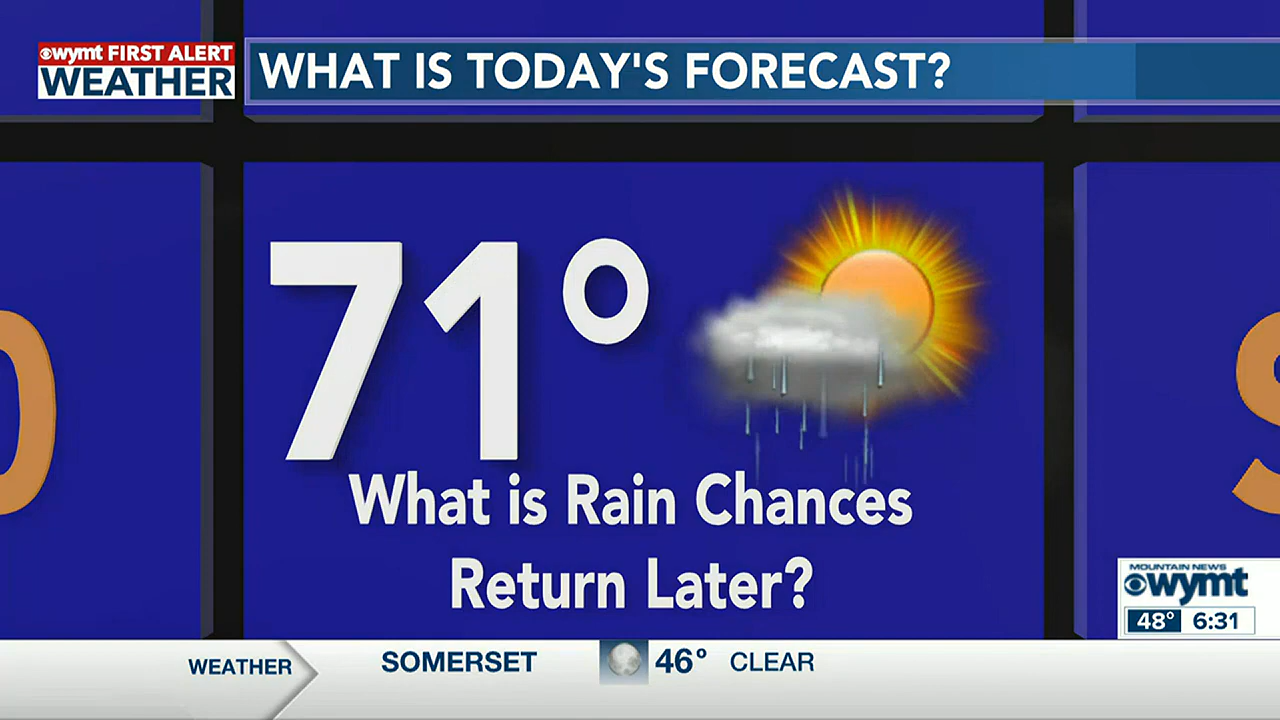 wymt FIRST ALERT
WEATHER
WHAT IS TODAY'S FORECAST?
71°
What is Rain Chances
Return Later?
MOUNTAIN NEWS
wymt
48° 6:31
WEATHER SOMERSET 46° CLEAR